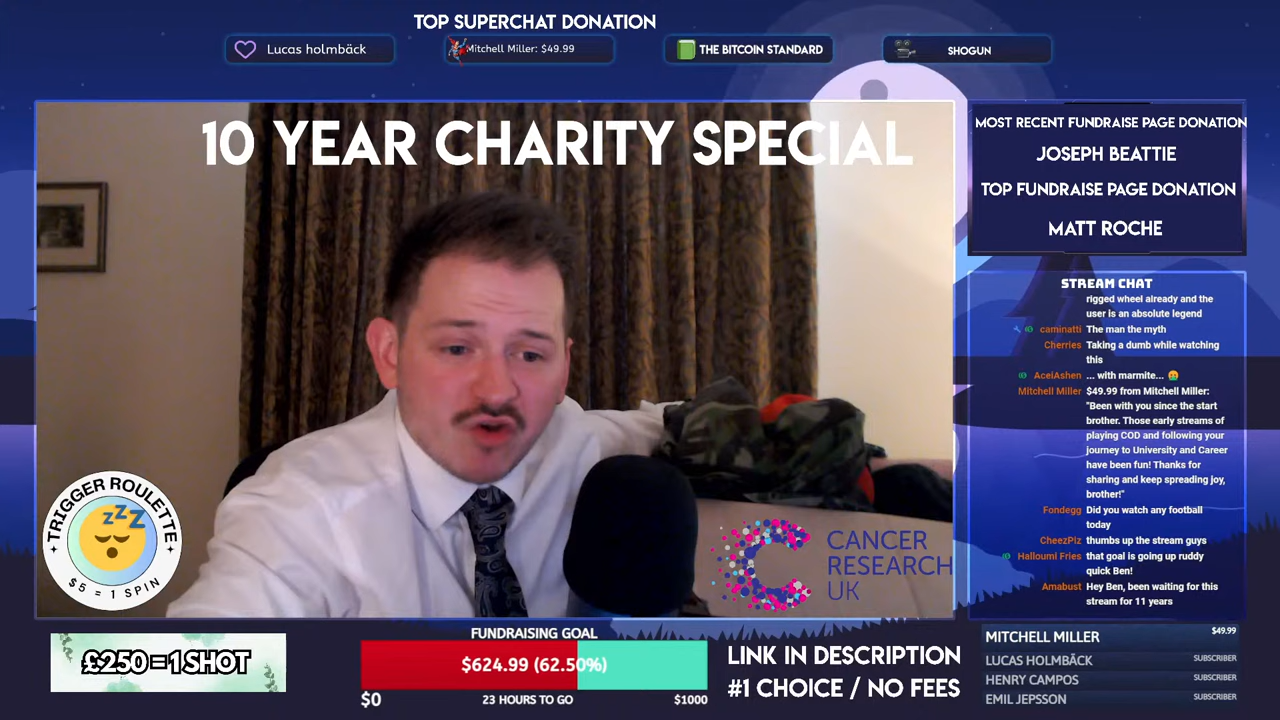 TOP SUPERCHAT DONATION
Lucas holmbäck
Mitchell Miller: $49.99
THE BITCOIN STANDARD
SHOGUN
10 YEAR CHARITY SPECIAL
MOST RECENT FUNDRAISE PAGE DONATION
JOSEPH BEATTIE
TOP FUNDRAISE PAGE DONATION
MATT ROCHE
STREAM CHAT
rigged wheel already and the
user is an absolute legend
caminatti The man the myth
Cherries Taking a dumb while watching
this
AceiAshen ... with marmite... 🤮
Mitchell Miller $49.99 from Mitchell Miller:
"Been with you since the start
brother. Those early streams of
playing COD and following your
journey to University and Career
have been fun! Thanks for
sharing and keep spreading joy,
brother!"
Fondegg Did you watch any football
today
CheezPiz thumbs up the stream guys
Halloumi Fries that goal is going up ruddy
quick Ben!
Amabust Hey Ben, been waiting for this
stream for 11 years
TRIGGER ROULETTE
zzZ
$5 = 1 SPIN
CANCER
RESEARCH
UK
£250 = 1 SHOT
FUNDRAISING GOAL
$624.99 (62.50%)
$0
23 HOURS TO GO
$1000
LINK IN DESCRIPTION
#1 CHOICE / NO FEES
MITCHELL MILLER $49.99
LUCAS HOLMBÄCK SUBSCRIBER
HENRY CAMPOS SUBSCRIBER
EMIL JEPSSON SUBSCRIBER